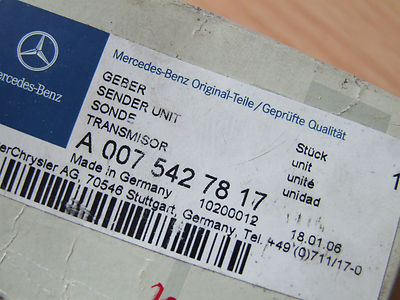 Mercedes-Benz
Mercedes-Benz Original-Teile/Geprüfte Qualität
GEBER
SENDER UNIT
SONDE
TRANSMISOR
Stück
unit
unité
unidad
1
A 007 542 78 17
Made in Germany
10200012
18.01.06
lerChrysler AG, 70546 Stuttgart, Germany, Tel. +49 (0)711/17-0